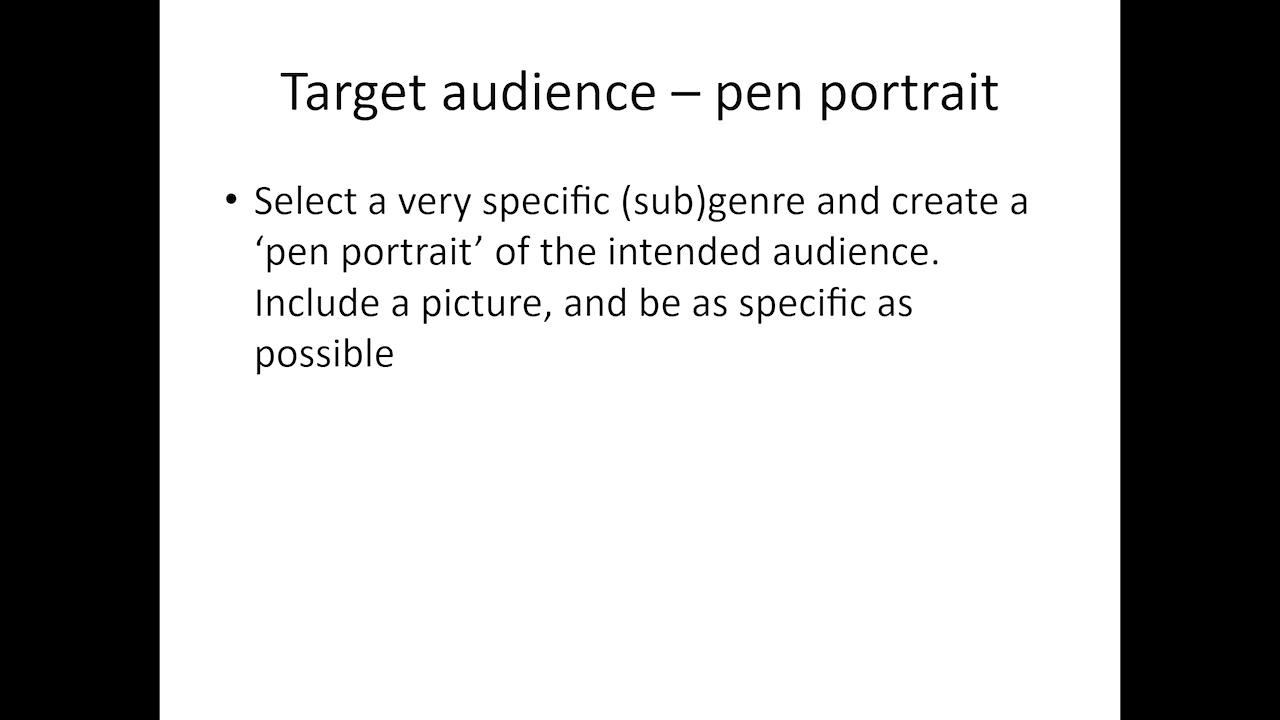 Target audience – pen portrait
• Select a very specific (sub)genre and create a
‘pen portrait’ of the intended audience.
Include a picture, and be as specific as
possible